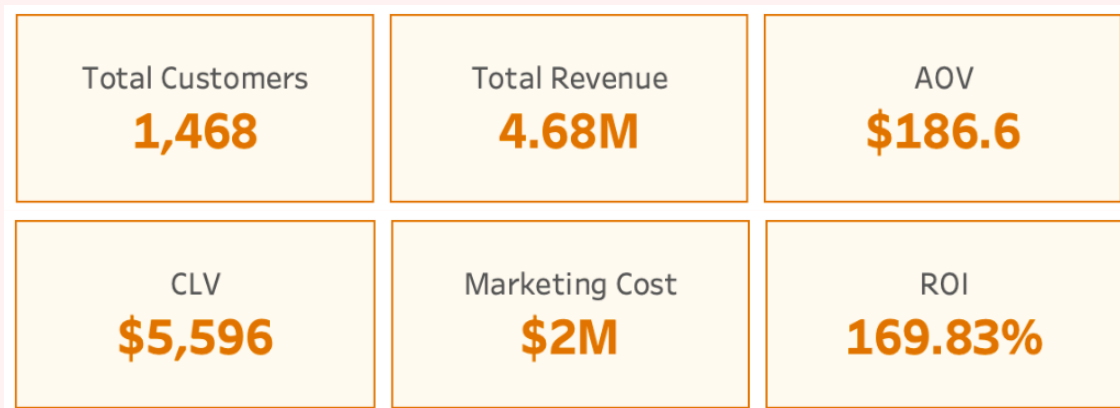 Total Customers
1,468
Total Revenue
4.68M
AOV
$186.6
CLV
$5,596
Marketing Cost
$2M
ROI
169.83%